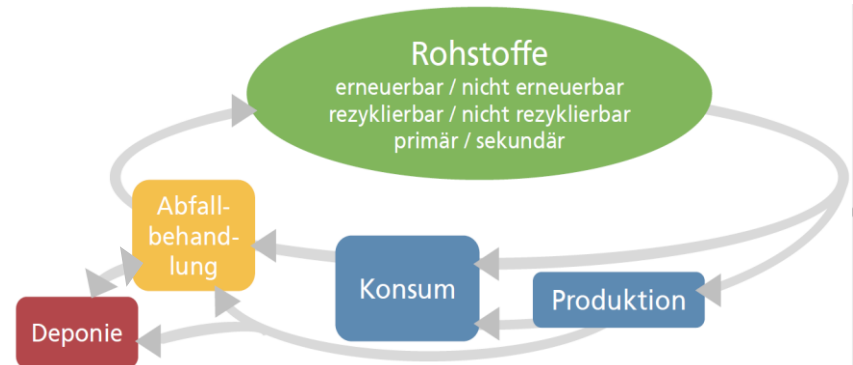 Rohstoffe
erneuerbar / nicht erneuerbar
rezyklierbar / nicht rezyklierbar
primär / sekundär
Abfall-
behand-
lung
Konsum
Produktion
Deponie